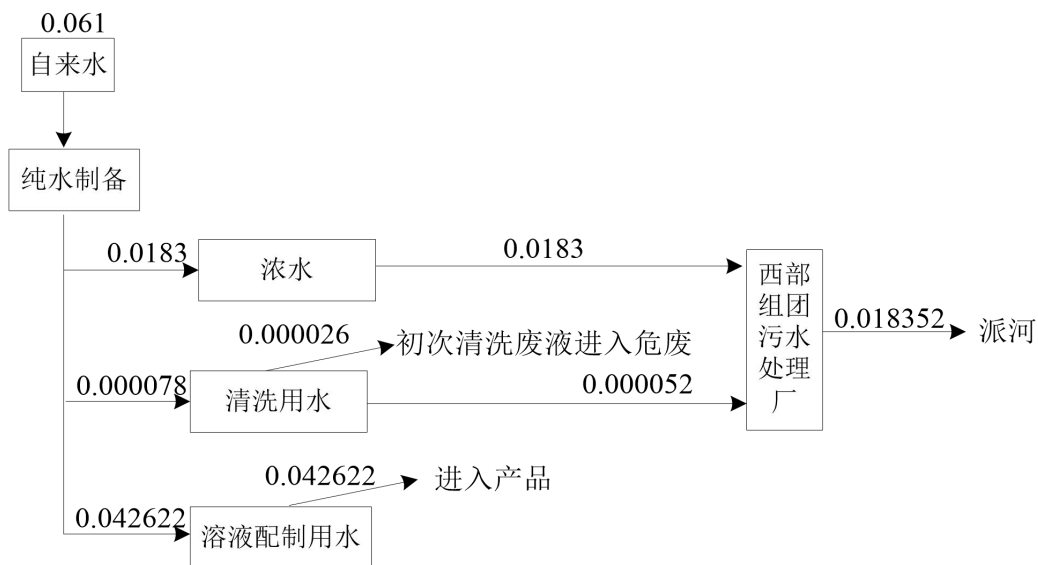 0.061
自来水
纯水制备
0.0183
浓水
0.0183
西部
组团
污水
处理
厂
0.018352
派河
0.000026
初次清洗废液进入危废
0.000078
清洗用水
0.000052
0.042622
进入产品
0.042622
溶液配制用水